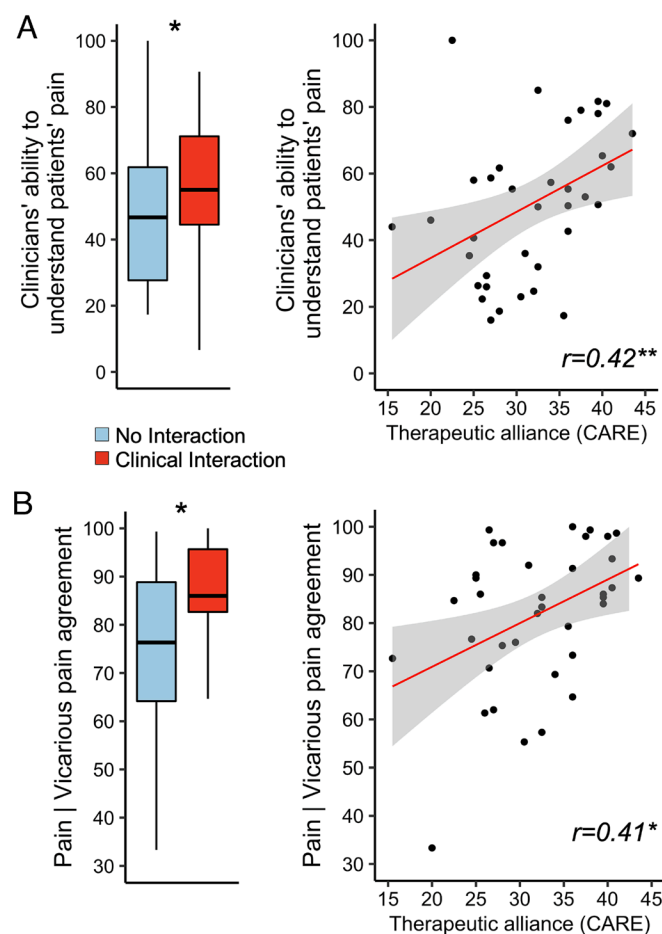 A
*
Clinicians' ability to
understand patients' pain
100
80
60
40
20
0
Clinicians' ability to
understand patients' pain
100
80
60
40
20
0
r=0.42**
15 20 25 30 35 40 45
Therapeutic alliance (CARE)
No Interaction
Clinical Interaction
B
*
Pain | Vicarious pain agreement
100
90
80
70
60
50
40
30
Pain | Vicarious pain agreement
100
90
80
70
60
50
40
30
r=0.41*
15 20 25 30 35 40 45
Therapeutic alliance (CARE)